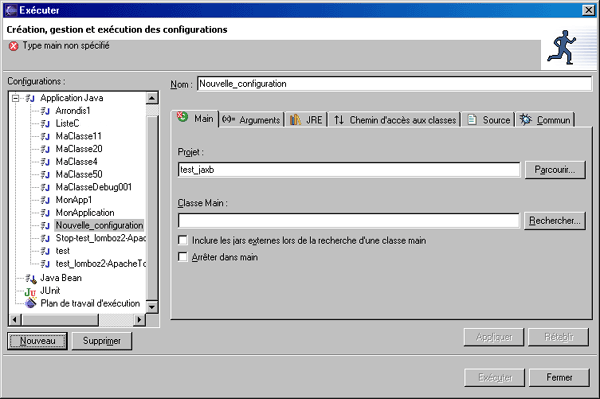 Exécuter
Création, gestion et exécution des configurations
Type main non spécifié
Configurations :
Application Java
Arrondis1
ListeC
MaClasse11
MaClasse20
MaClasse4
MaClasse50
MaClasseDebug001
MonApp1
MonApplication
Nouvelle_configuration
Stop-test_lomboz2-Apac
test
test_lomboz2-ApacheTo
Java Bean
JUnit
Plan de travail d'exécution
Nouveau
Supprimer
Nom : Nouvelle_configuration
Main
(x)= Arguments
JRE
Chemin d'accès aux classes
Source
Commun
Projet :
test_jaxb
Parcourir...
Classe Main :
Rechercher...
Inclure les jars externes lors de la recherche d'une classe main
Arrêter dans main
Appliquer
Rétablir
Exécuter
Fermer